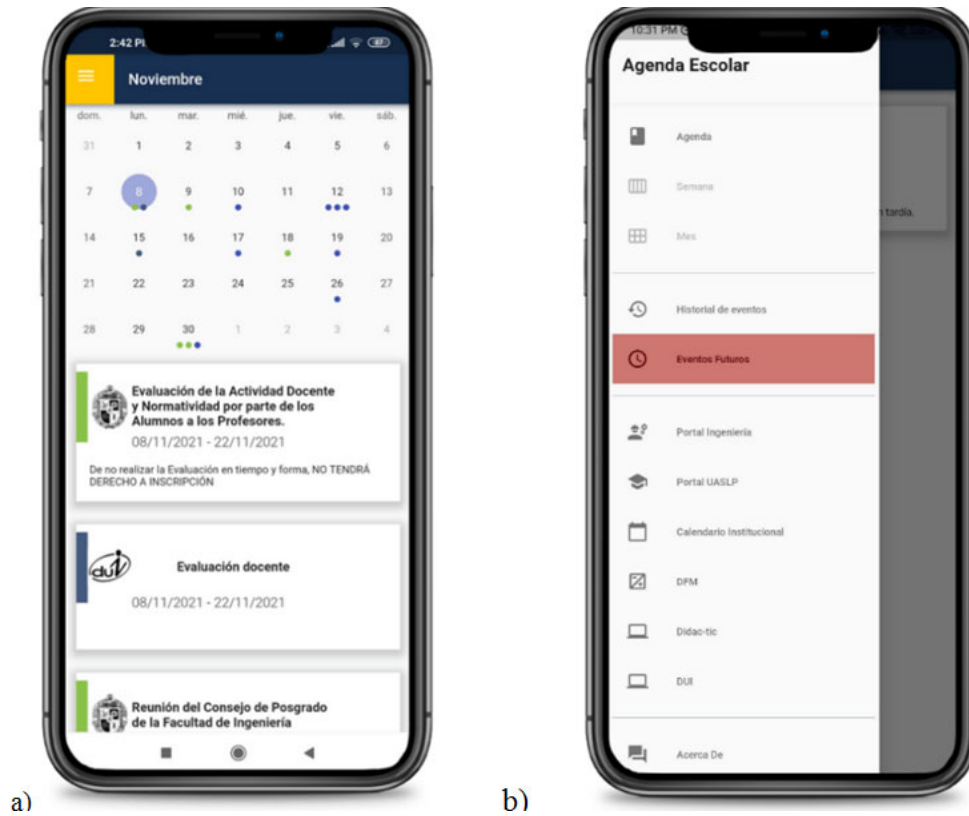 2:42 P
Noviembre
dom. lun. mar. mié. jue. vie. sáb.
31 1 2 3 4 5 6
7 8 9 10 11 12 13
14 15 16 17 18 19 20
21 22 23 24 25 26 27
28 29 30 1 2 3 4
Evaluación de la Actividad Docente
y Normatividad por parte de los
Alumnos a los Profesores.
08/11/2021 - 22/11/2021
De no realizar la Evaluación en tiempo y forma, NO TENDRÁ
DERECHO A INSCRIPCIÓN
dui
Evaluación docente
08/11/2021 - 22/11/2021
Reunión del Consejo de Posgrado
de la Facultad de Ingeniería
a)
10:31 PM
Agenda Escolar
Agenda
Semana
Mes
Historial de eventos
Eventos Futuros
Portal Ingeniería
Portal UASLP
Calendario Institucional
DFM
Didac-tic
DUI
Acerca De
tardía.
b)